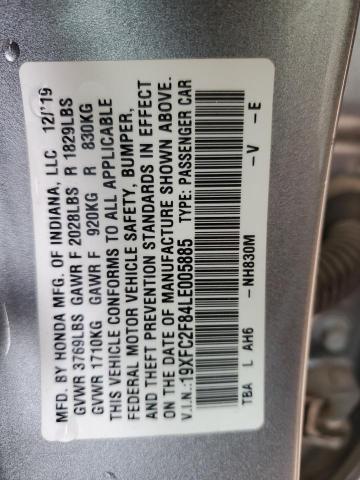 MFD. BY HONDA MFG. OF INDIANA, LLC 12/'19
GVWR 3769LBS GAWR F 2028LBS R 1829LBS
GVWR 1710KG GAWR F 920KG R 830KG
THIS VEHICLE CONFORMS TO ALL APPLICABLE
FEDERAL MOTOR VEHICLE SAFETY, BUMPER,
AND THEFT PREVENTION STANDARDS IN EFFECT
ON THE DATE OF MANUFACTURE SHOWN ABOVE.
V.I.N.:19XFC2F84LE005885 TYPE: PASSENGER CAR
TBA L AH6 -NH830M -V -E